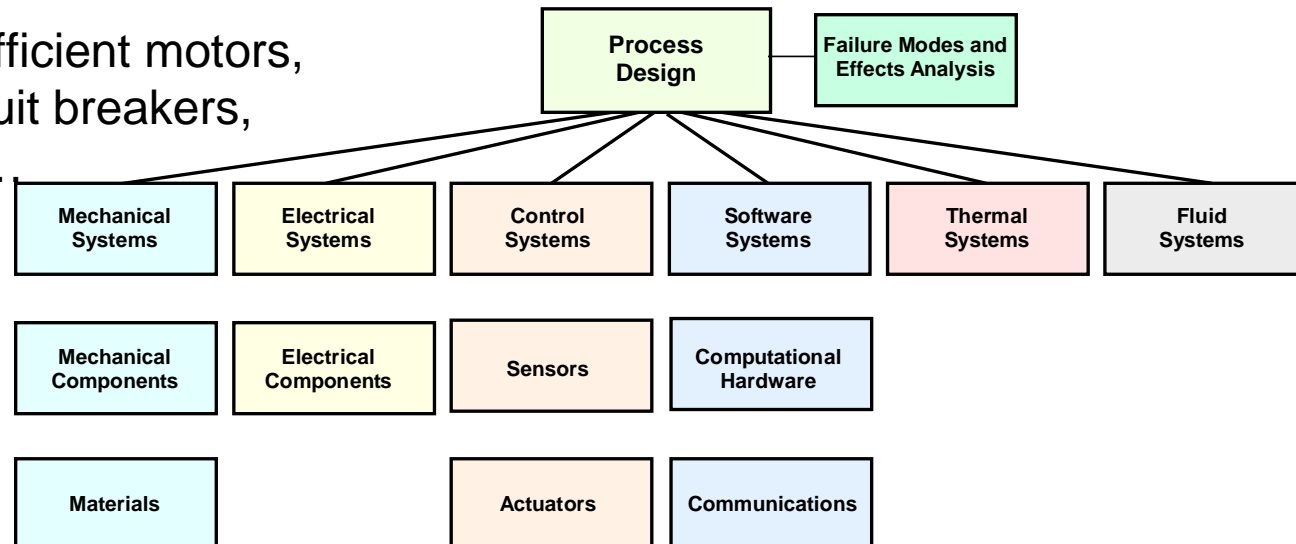 fficient motors,
uit breakers,
..
Process
Design
Failure Modes and
Effects Analysis
Mechanical
Systems
Electrical
Systems
Control
Systems
Software
Systems
Thermal
Systems
Fluid
Systems
Mechanical
Components
Electrical
Components
Sensors
Computational
Hardware
Materials
Actuators
Communications